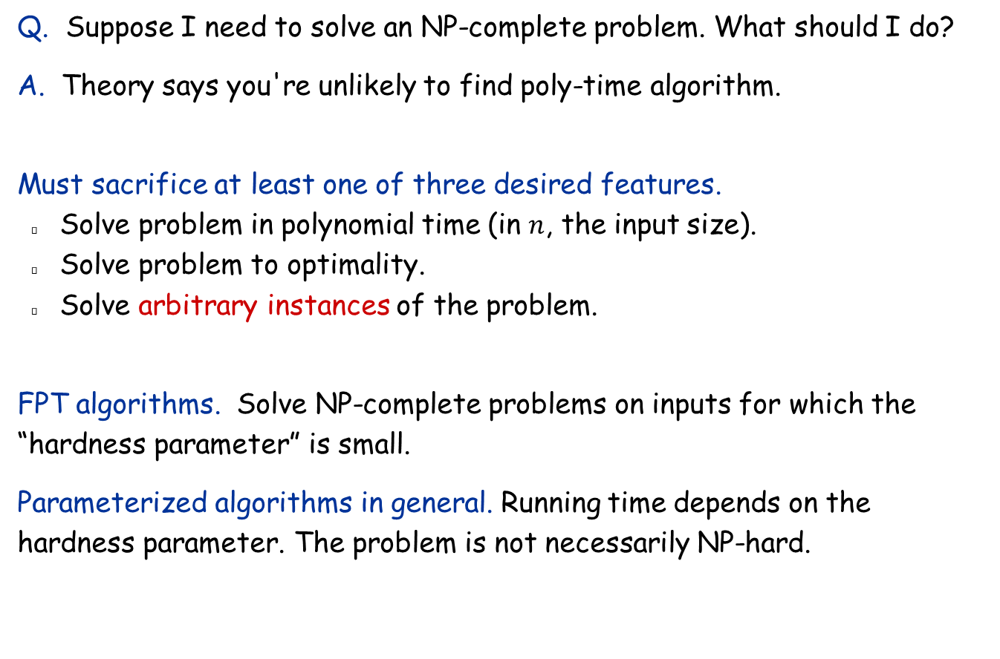 Q. Suppose I need to solve an NP-complete problem. What should I do?
A. Theory says you're unlikely to find poly-time algorithm.
Must sacrifice at least one of three desired features.
▯ Solve problem in polynomial time (in n, the input size).
▯ Solve problem to optimality.
▯ Solve arbitrary instances of the problem.
FPT algorithms. Solve NP-complete problems on inputs for which the
“hardness parameter” is small.
Parameterized algorithms in general. Running time depends on the
hardness parameter. The problem is not necessarily NP-hard.